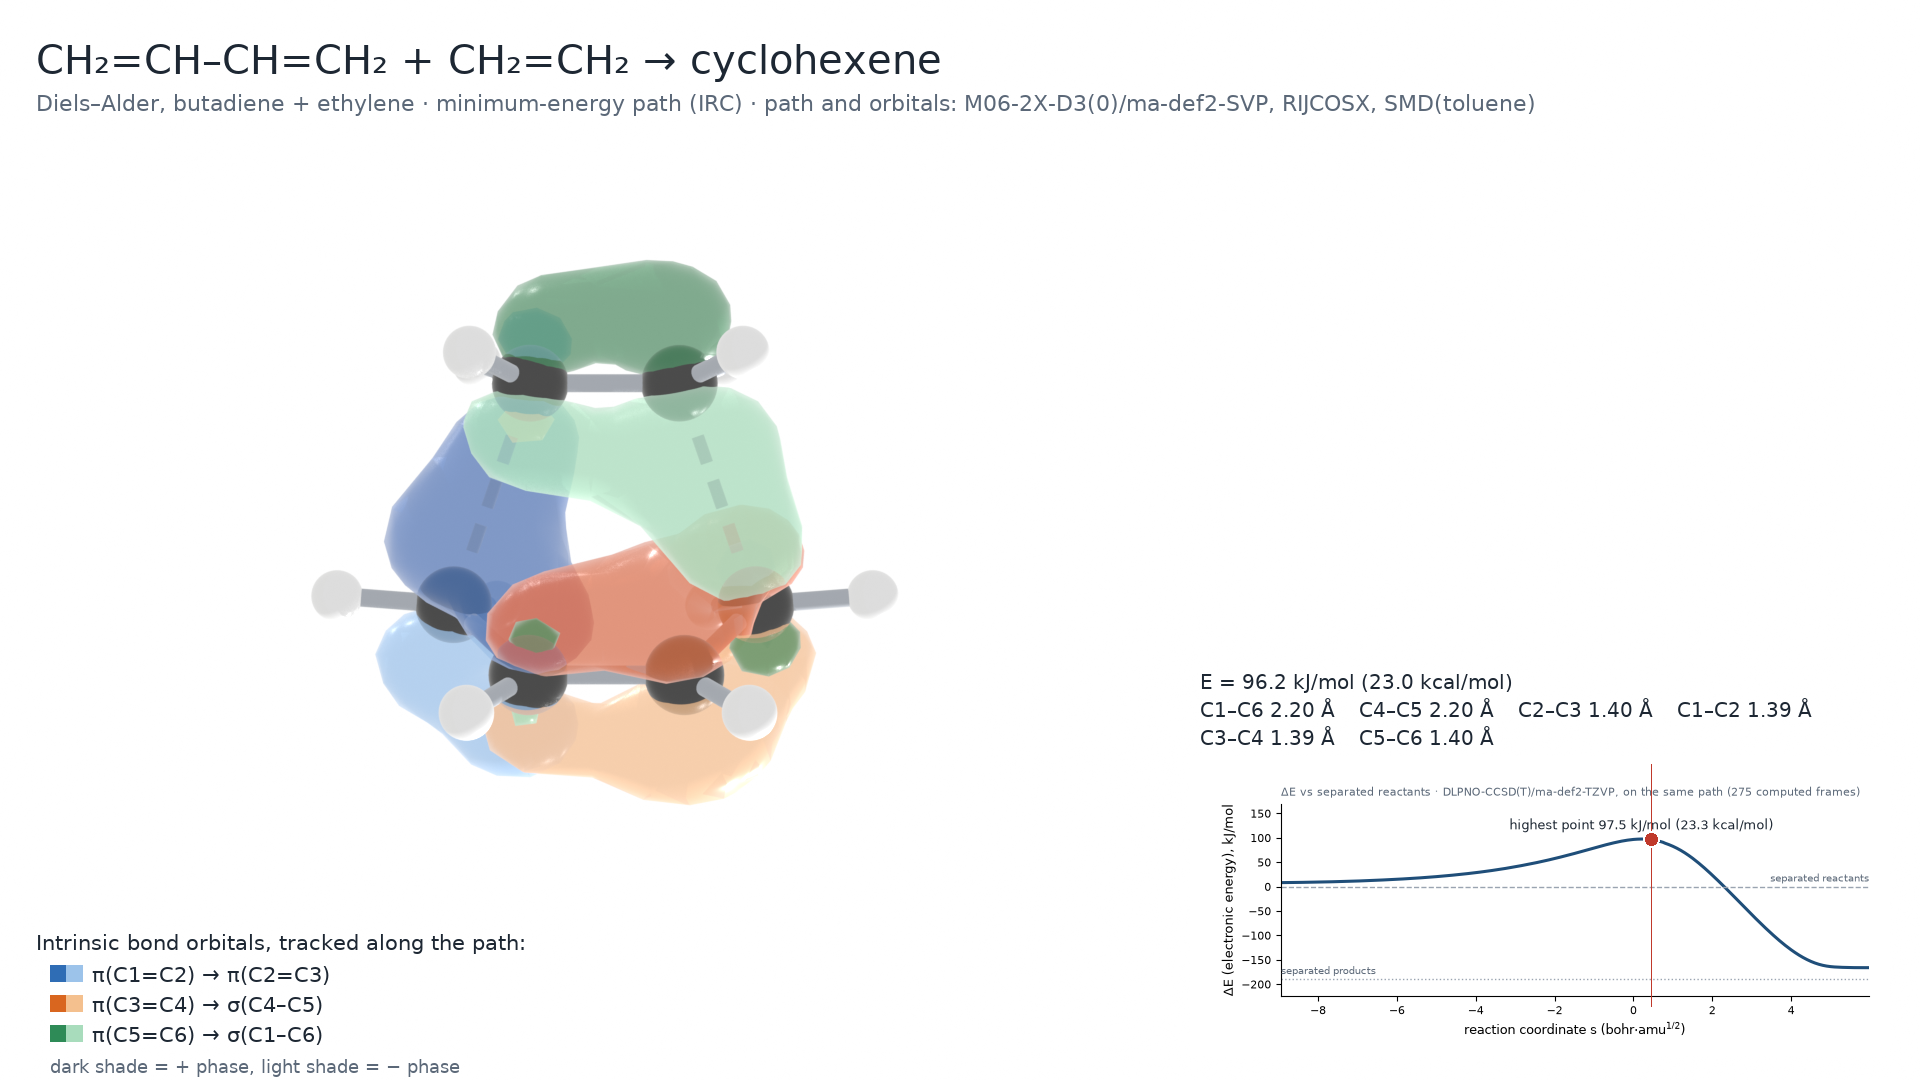 CH₂=CH–CH=CH₂ + CH₂=CH₂ → cyclohexene
Diels–Alder, butadiene + ethylene · minimum-energy path (IRC) · path and orbitals: M06-2X-D3(0)/ma-def2-SVP, RIJCOSX, SMD(toluene)
E = 96.2 kJ/mol (23.0 kcal/mol)
C1–C6 2.20 Å C4–C5 2.20 Å C2–C3 1.40 Å C1–C2 1.39 Å
C3–C4 1.39 Å C5–C6 1.40 Å
ΔE vs separated reactants · DLPNO-CCSD(T)/ma-def2-TZVP, on the same path (275 computed frames)
highest point 97.5 kJ/mol (23.3 kcal/mol)
separated reactants
separated products
ΔE (electronic energy), kJ/mol
150
100
50
0
−50
−100
−150
−200
−8 −6 −4 −2 0 2 4
reaction coordinate s (bohr·amu¹/²)
Intrinsic bond orbitals, tracked along the path:
π(C1=C2) → π(C2=C3)
π(C3=C4) → σ(C4–C5)
π(C5=C6) → σ(C1–C6)
dark shade = + phase, light shade = − phase